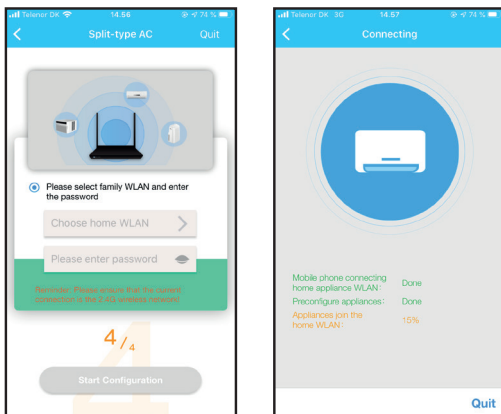 Telenor DK 14.56 74 %
Split-type AC Quit
Please select family WLAN and enter
the password
Choose home WLAN
Please enter password
Reminder: Please ensure that the current
connection is the 2.4G wireless network!
4/4
Start Configuration
Telenor DK 3G 14.57 74 %
Connecting
Mobile phone connecting
home appliance WLAN: Done
Preconfigure appliances: Done
Appliances join the
home WLAN: 15%
Quit